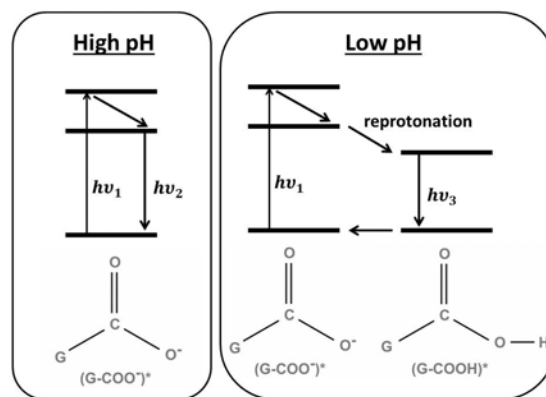 High pH
hν₁
hν₂
O
C
G
O⁻
(G-COO⁻)*
Low pH
reprotonation
hν₁
hν₃
O
C
G
O⁻
(G-COO⁻)*
O
C
G
O
H
(G-COOH)*